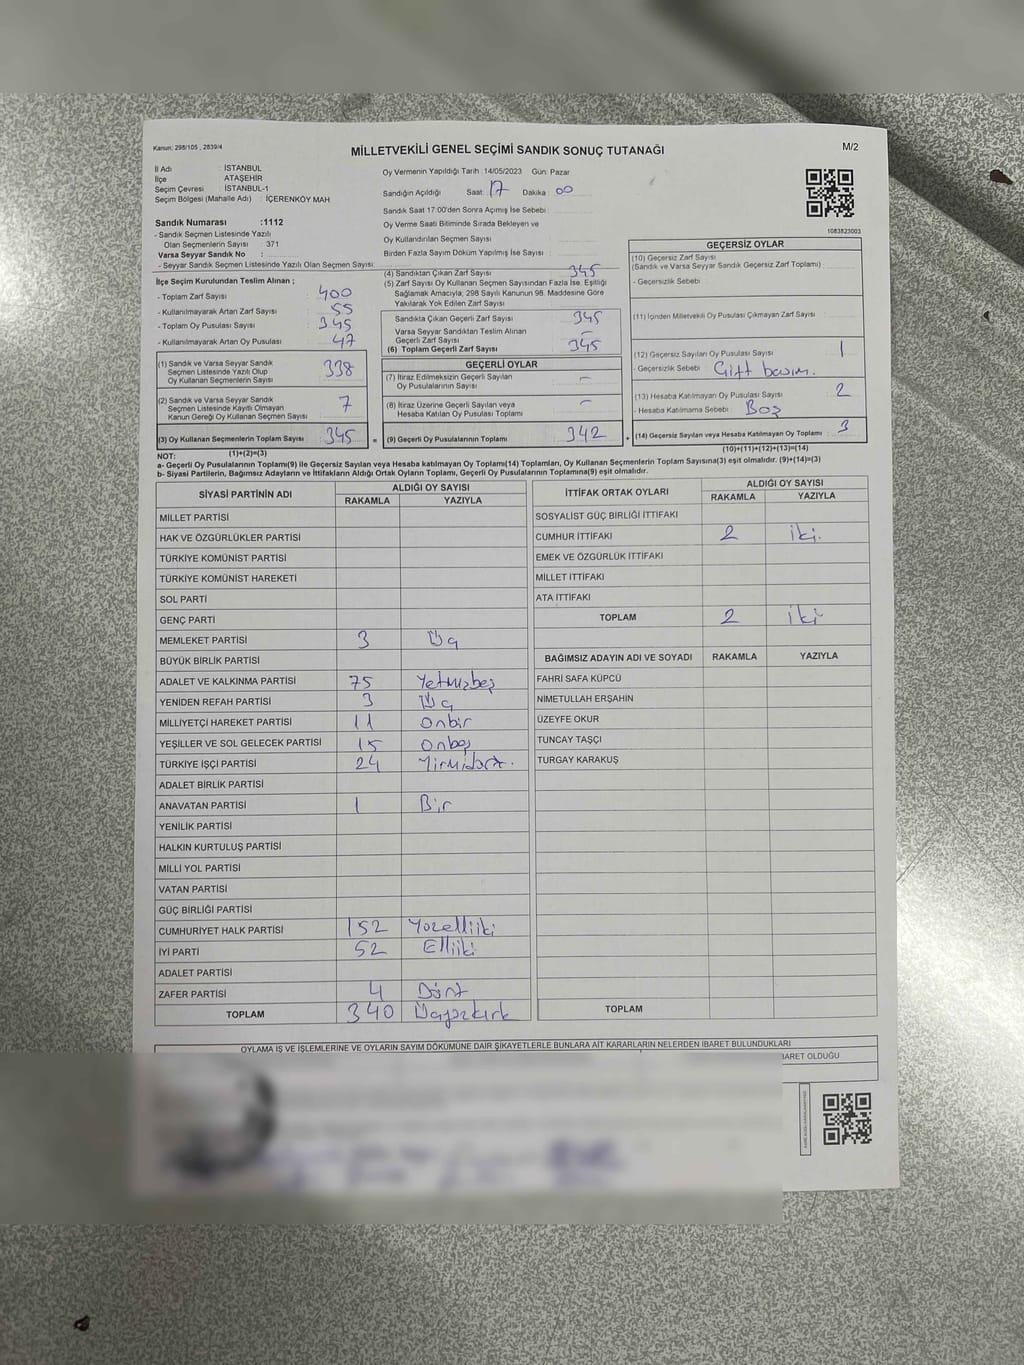 Kanun: 298/105 , 2839/4
MİLLETVEKİLİ GENEL SEÇİMİ SANDIK SONUÇ TUTANAĞI
M/2
İl Adı : İSTANBUL
İlçe : ATAŞEHİR
Seçim Çevresi : İSTANBUL-1
Seçim Bölgesi (Mahalle Adı) : İÇERENKÖY MAH
Sandık Numarası :1112
- Sandık Seçmen Listesinde Yazılı
Olan Seçmenlerin Sayısı 371
Varsa Seyyar Sandık No :
- Seyyar Sandık Seçmen Listesinde Yazılı Olan Seçmen Sayısı:
Oy Vermenin Yapıldığı Tarih :14/05/2023 Gün: Pazar
Sandığın Açıldığı Saat: 17 Dakika 00
Sandık Saat 17:00'den Sonra Açımış İse Sebebi :
Oy Verme Saati Bitiminde Sırada Bekleyen ve
Oy Kullandırılan Seçmen Sayısı
Birden Fazla Sayım Döküm Yapılmış İse Sayısı :
1083823003
İlçe Seçim Kurulundan Teslim Alınan ;
- Toplam Zarf Sayısı : 400
- Kullanılmayarak Artan Zarf Sayısı : 55
- Toplam Oy Pusulası Sayısı : 345
- Kullanılmayarak Artan Oy Pusulası : 47
(1) Sandık ve Varsa Seyyar Sandık
Seçmen Listesinde Yazılı Olup
Oy Kullanan Seçmenlerin Sayısı 338
(2) Sandık ve Varsa Seyyar Sandık
Seçmen Listesinde Kayıtlı Olmayan
Kanun Gereği Oy Kullanan Seçmen Sayısı 7
(3) Oy Kullanan Seçmenlerin Toplam Sayısı 345
(1)+(2)=(3)
(4) Sandıktan Çıkan Zarf Sayısı 345
(5) Zarf Sayısı Oy Kullanan Seçmen Sayısından Fazla İse, Eşitliği
Sağlamak Amacıyla, 298 Sayılı Kanunun 98. Maddesine Göre
Yakılarak Yok Edilen Zarf Sayısı
Sandıkta Çıkan Geçerli Zarf Sayısı 345
Varsa Seyyar Sandıktan Teslim Alınan
Geçerli Zarf Sayısı –
(6) Toplam Geçerli Zarf Sayısı 345
GEÇERLİ OYLAR
(7) İtiraz Edilmeksizin Geçerli Sayılan
Oy Pusulalarının Sayısı –
(8) İtiraz Üzerine Geçerli Sayılan veya
Hesaba Katılan Oy Pusulası Toplamı –
= (9) Geçerli Oy Pusulalarının Toplamı 342 +
GEÇERSİZ OYLAR
(10) Geçersiz Zarf Sayısı
(Sandık ve Varsa Seyyar Sandık Geçersiz Zarf Toplamı)
- Geçersizlik Sebebi
(11) İçinden Milletvekili Oy Pusulası Çıkmayan Zarf Sayısı :
(12) Geçersiz Sayılan Oy Pusulası Sayısı : 1
- Geçersizlik Sebebi Çift basım.
(13) Hesaba Katılmayan Oy Pusulası Sayısı : 2
- Hesaba Katılmama Sebebi : Boş
(14) Geçersiz Sayılan veya Hesaba Katılmayan Oy Toplamı 3
(10)+(11)+(12)+(13)=(14)
NOT:
a- Geçerli Oy Pusulalarının Toplamı(9) ile Geçersiz Sayılan veya Hesaba katılmayan Oy Toplamı(14) Toplamları, Oy Kullanan Seçmenlerin Toplam Sayısına(3) eşit olmalıdır. (9)+(14)=(3)
b- Siyasi Partilerin, Bağımsız Adayların ve İttifakların Aldığı Ortak Oyların Toplamı, Geçerli Oy Pusulalarının Toplamına(9) eşit olmalıdır.
SİYASİ PARTİNİN ADI ALDIĞI OY SAYISI
RAKAMLA YAZIYLA
MİLLET PARTİSİ
HAK VE ÖZGÜRLÜKLER PARTİSİ
TÜRKİYE KOMÜNİST PARTİSİ
TÜRKİYE KOMÜNİST HAREKETİ
SOL PARTİ
GENÇ PARTİ
MEMLEKET PARTİSİ 3 Üç
BÜYÜK BİRLİK PARTİSİ
ADALET VE KALKINMA PARTİSİ 75 Yetmişbeş
YENİDEN REFAH PARTİSİ 3 Üç
MİLLİYETÇİ HAREKET PARTİSİ 11 Onbir
YEŞİLLER VE SOL GELECEK PARTİSİ 15 Onbeş
TÜRKİYE İŞÇİ PARTİSİ 24 Yirmidört.
ADALET BİRLİK PARTİSİ
ANAVATAN PARTİSİ 1 Bir
YENİLİK PARTİSİ
HALKIN KURTULUŞ PARTİSİ
MİLLİ YOL PARTİSİ
VATAN PARTİSİ
GÜÇ BİRLİĞİ PARTİSİ
CUMHURİYET HALK PARTİSİ 152 Yüzelliiki
İYİ PARTİ 52 Elliiki
ADALET PARTİSİ
ZAFER PARTİSİ 4 Dört
TOPLAM 340 Üçyüzkırk
İTTİFAK ORTAK OYLARI ALDIĞI OY SAYISI
RAKAMLA YAZIYLA
SOSYALİST GÜÇ BİRLİĞİ İTTİFAKI
CUMHUR İTTİFAKI 2 iki.
EMEK VE ÖZGÜRLÜK İTTİFAKI
MİLLET İTTİFAKI
ATA İTTİFAKI
TOPLAM 2 iki
BAĞIMSIZ ADAYIN ADI VE SOYADI RAKAMLA YAZIYLA
FAHRİ SAFA KÜPCÜ
NİMETULLAH ERŞAHİN
ÜZEYFE OKUR
TUNCAY TAŞÇI
TURGAY KARAKUŞ
TOPLAM
OYLAMA İŞ VE İŞLEMLERİNE VE OYLARIN SAYIM DÖKÜMÜNE DAİR ŞİKAYETLERLE BUNLARA AİT KARARLARIN NELERDEN İBARET BULUNDUKLARI
BARET OLDUĞU